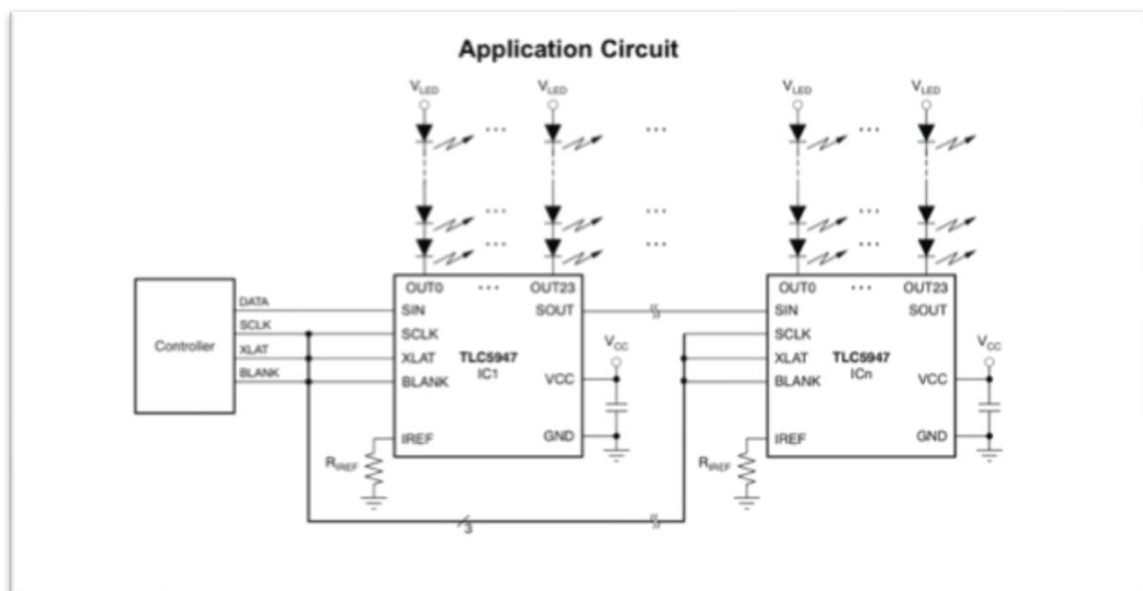 Application Circuit
VLED VLED VLED VLED
... ... ...
... ... ...
... ... ...
OUT0 ... OUT23 OUT0 ... OUT23
DATA SIN SOUT SIN SOUT
SCLK SCLK SCLK
Controller XLAT XLAT TLC5947 VCC XLAT TLC5947 VCC
IC1 ICn
BLANK BLANK VCC BLANK VCC
IREF GND IREF GND
RIREF RIREF
3